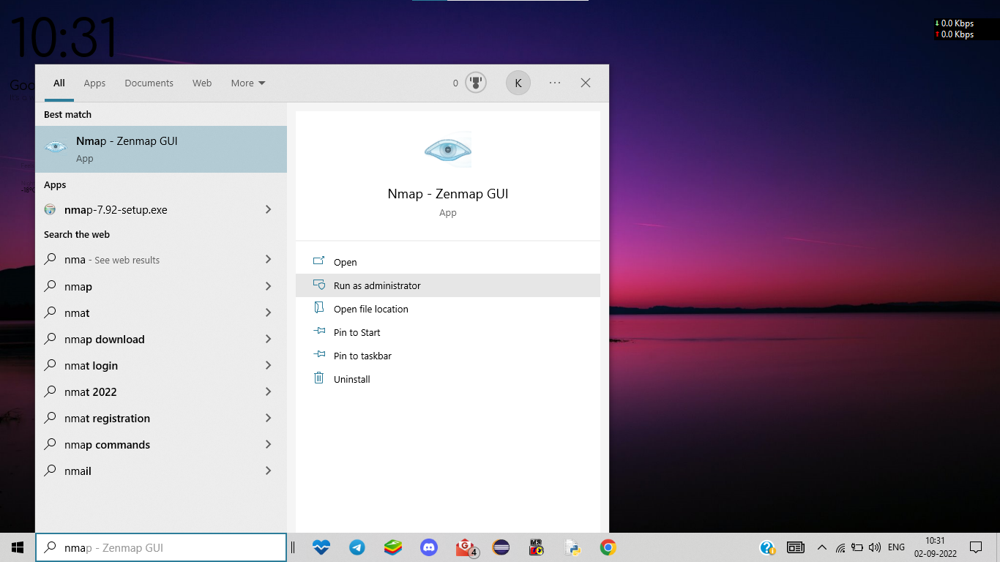 10:31
0.0 Kbps
0.0 Kbps
Goo
All Apps Documents Web More 0 K
Best match
Nmap - Zenmap GUI
App
Apps
nmap-7.92-setup.exe
Search the web
nma - See web results
nmap
nmat
nmap download
nmat login
nmat 2022
nmat registration
nmap commands
nmail
Nmap - Zenmap GUI
App
Open
Run as administrator
Open file location
Pin to Start
Pin to taskbar
Uninstall
-18°C
nmap - Zenmap GUI
4
ENG
10:31
02-09-2022